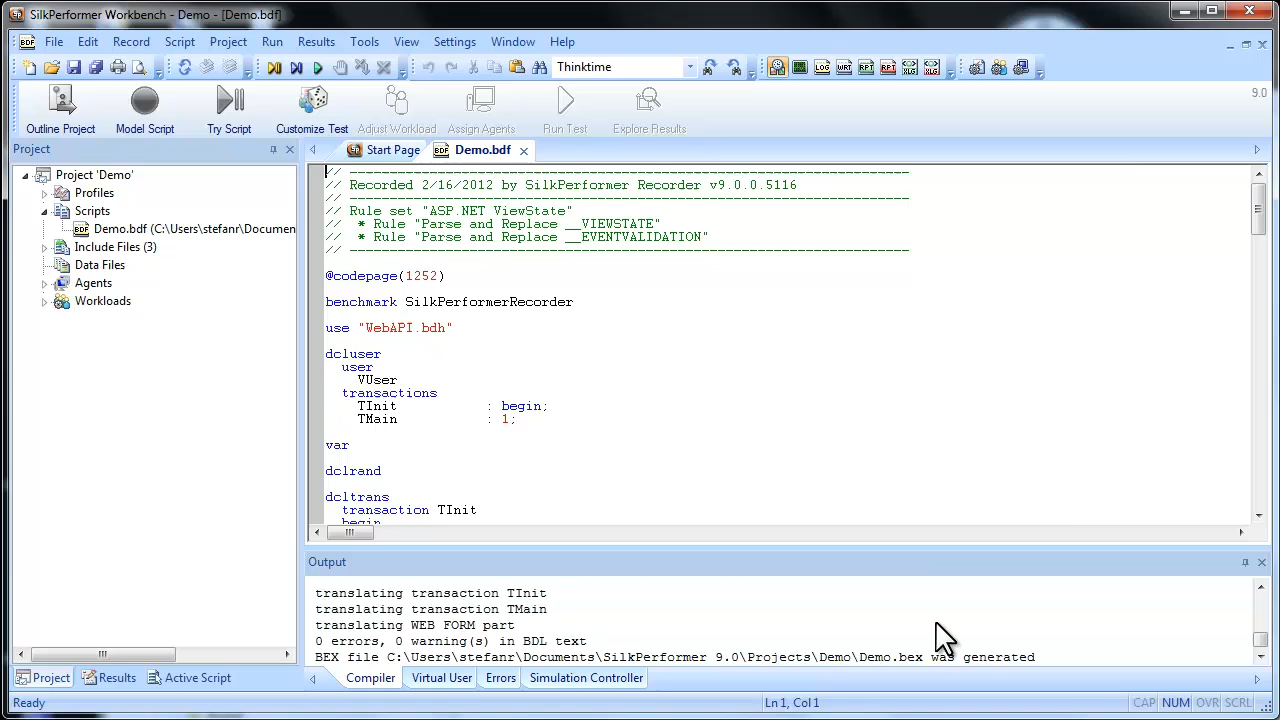 SilkPerformer Workbench - Demo - [Demo.bdf]
File Edit Record Script Project Run Results Tools View Settings Window Help
Thinktime
Outline Project Model Script Try Script Customize Test Adjust Workload Assign Agents Run Test Explore Results
9.0
Project
Start Page Demo.bdf
Project 'Demo'
Profiles
Scripts
Demo.bdf (C:\Users\stefanr\Documen
Include Files (3)
Data Files
Agents
Workloads
// ----------------------------------------------------------------------
// Recorded 2/16/2012 by SilkPerformer Recorder v9.0.0.5116
// ----------------------------------------------------------------------
// Rule set "ASP.NET ViewState"
//  * Rule "Parse and Replace __VIEWSTATE"
//  * Rule "Parse and Replace __EVENTVALIDATION"
// ----------------------------------------------------------------------
@codepage(1252)
benchmark SilkPerformerRecorder
use "WebAPI.bdh"
dcluser
user
VUser
transactions
TInit : begin;
TMain : 1;
var
dclrand
dcltrans
transaction TInit
begin
Output
translating transaction TInit
translating transaction TMain
translating WEB FORM part
0 errors, 0 warning(s) in BDL text
BEX file C:\Users\stefanr\Documents\SilkPerformer 9.0\Projects\Demo\Demo.bex was generated
Project Results Active Script
Compiler Virtual User Errors Simulation Controller
Ready
Ln 1, Col 1
CAP NUM OVR SCRL